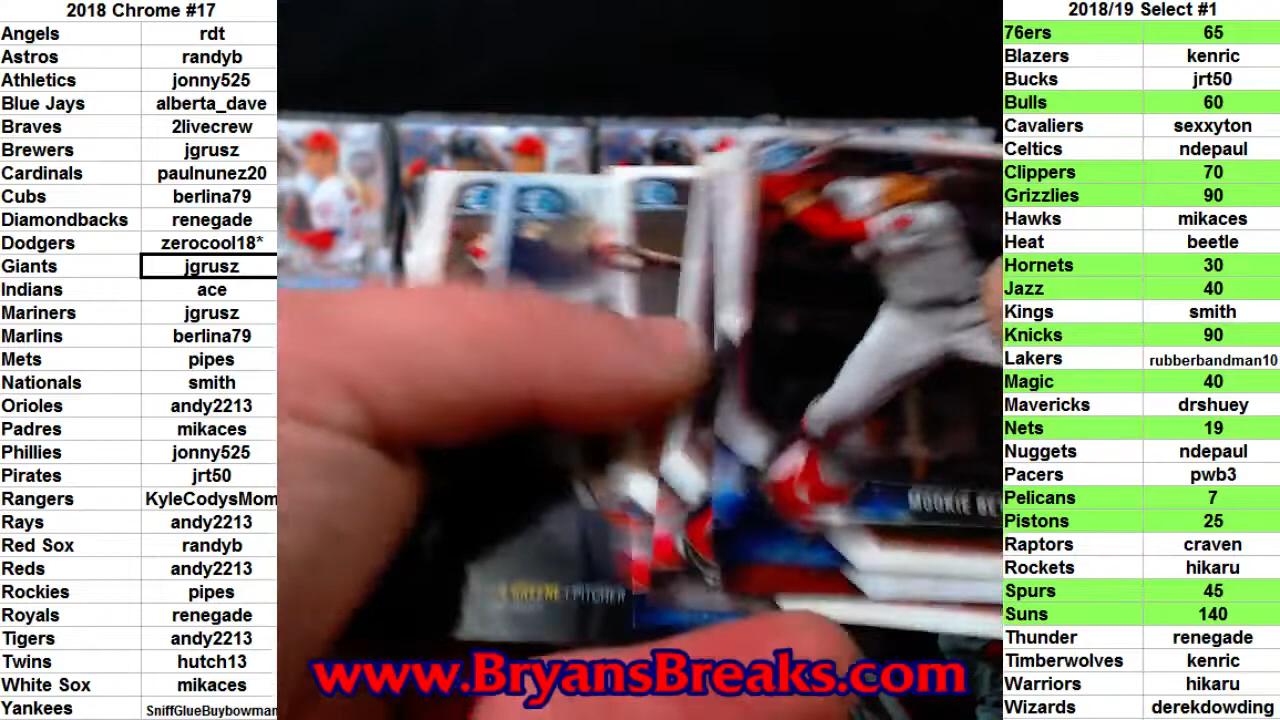 2018 Chrome #17
Angels rdt
Astros randyb
Athletics jonny525
Blue Jays alberta_dave
Braves 2livecrew
Brewers jgrusz
Cardinals paulnunez20
Cubs berlina79
Diamondbacks renegade
Dodgers zerocool18*
Giants jgrusz
Indians ace
Mariners jgrusz
Marlins berlina79
Mets pipes
Nationals smith
Orioles andy2213
Padres mikaces
Phillies jonny525
Pirates jrt50
Rangers KyleCodysMom
Rays andy2213
Red Sox randyb
Reds andy2213
Rockies pipes
Royals renegade
Tigers andy2213
Twins hutch13
White Sox mikaces
Yankees SniffGlueBuybowman
MOOKIE BE
GREENE / PITCHER
www.BryansBreaks.com
2018/19 Select #1
76ers 65
Blazers kenric
Bucks jrt50
Bulls 60
Cavaliers sexxyton
Celtics ndepaul
Clippers 70
Grizzlies 90
Hawks mikaces
Heat beetle
Hornets 30
Jazz 40
Kings smith
Knicks 90
Lakers rubberbandman10
Magic 40
Mavericks drshuey
Nets 19
Nuggets ndepaul
Pacers pwb3
Pelicans 7
Pistons 25
Raptors craven
Rockets hikaru
Spurs 45
Suns 140
Thunder renegade
Timberwolves kenric
Warriors hikaru
Wizards derekdowding